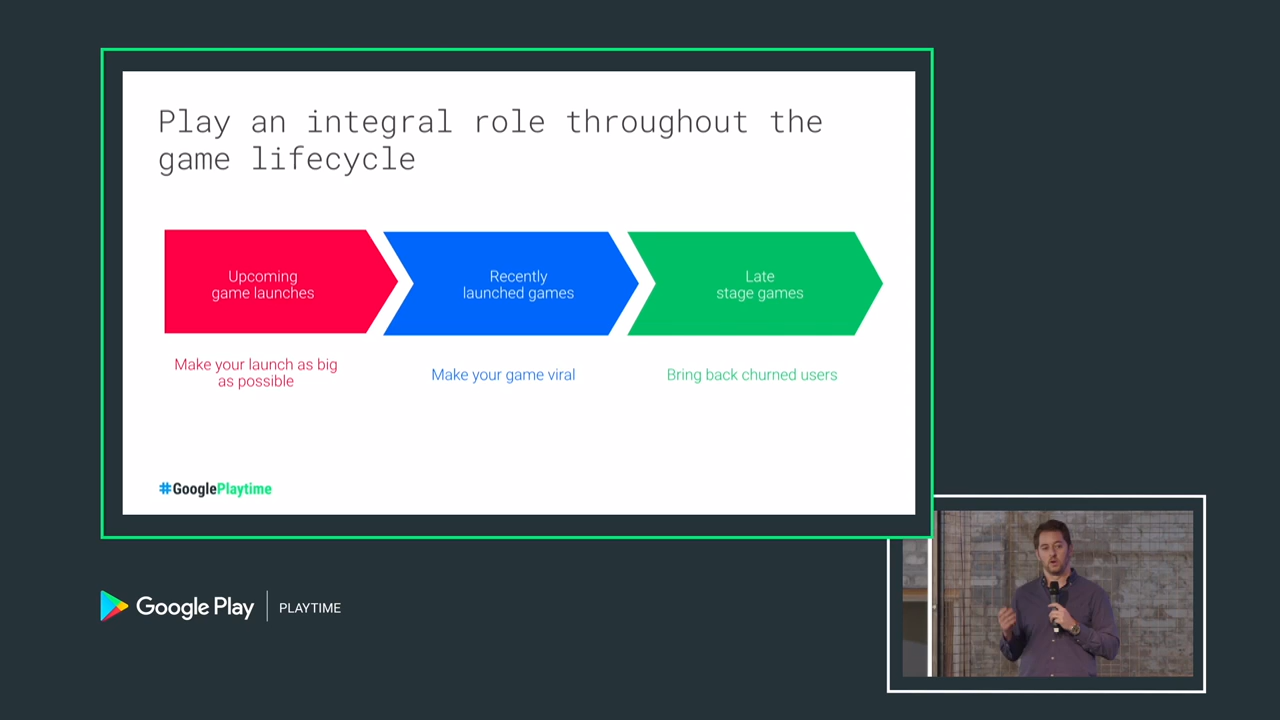 Play an integral role throughout the
game lifecycle
Upcoming
game launches
Recently
launched games
Late
stage games
Make your launch as big
as possible
Make your game viral
Bring back churned users
#GooglePlaytime
Google Play | PLAYTIME